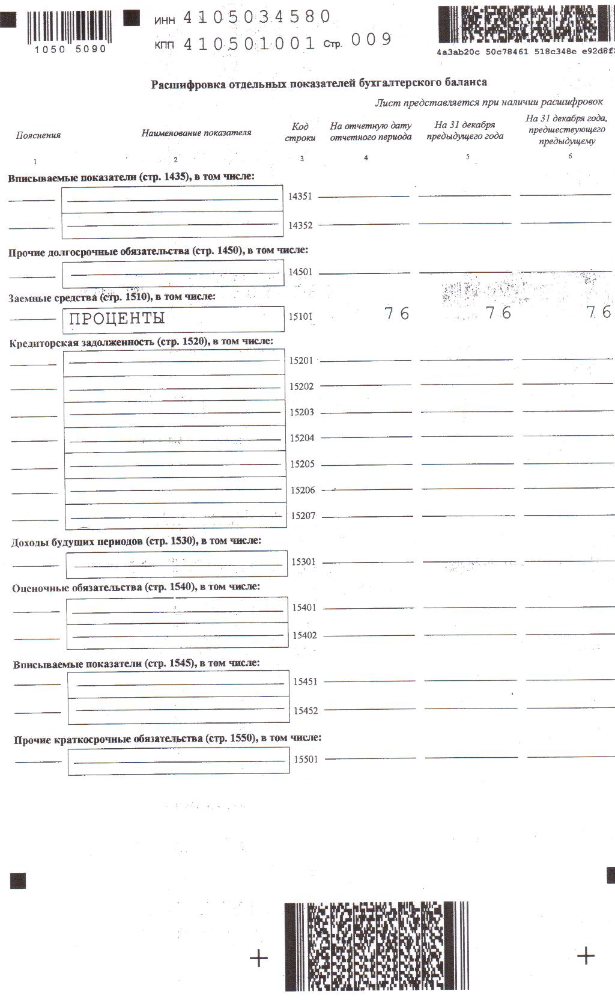 ИНН 4105034580
КПП 410501001 Стр. 009
1050 5090
4a3ab20c 50c78461 518c348e e92d8f
Расшифровка отдельных показателей бухгалтерского баланса
Лист представляется при наличии расшифровок
Пояснения Наименование показателя Код строки На отчетную дату отчетного периода На 31 декабря предыдущего года На 31 декабря года, предшествующего предыдущему
1 2 3 4 5 6
Вписываемые показатели (стр. 1435), в том числе:
14351
14352
Прочие долгосрочные обязательства (стр. 1450), в том числе:
14501
Заемные средства (стр. 1510), в том числе:
ПРОЦЕНТЫ 15101 76 76 76
Кредиторская задолженность (стр. 1520), в том числе:
15201
15202
15203
15204
15205
15206
15207
Доходы будущих периодов (стр. 1530), в том числе:
15301
Оценочные обязательства (стр. 1540), в том числе:
15401
15402
Вписываемые показатели (стр. 1545), в том числе:
15451
15452
Прочие краткосрочные обязательства (стр. 1550), в том числе:
15501